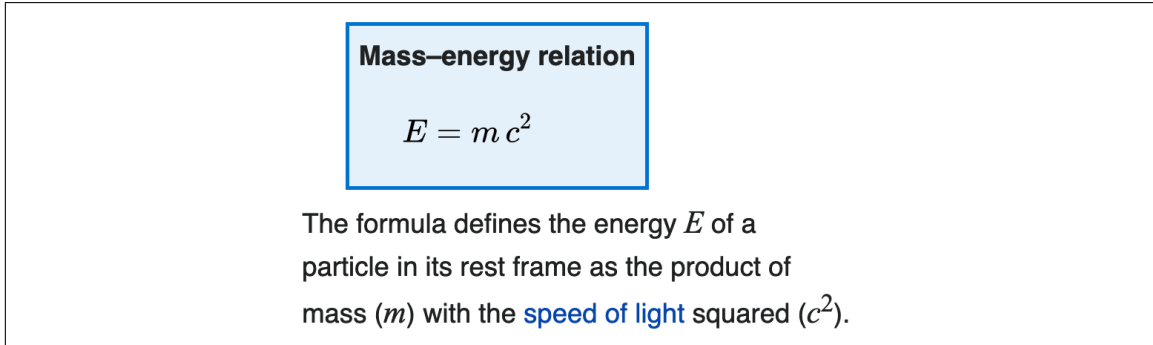 Mass–energy relation
E = m c²
The formula defines the energy E of a
particle in its rest frame as the product of
mass (m) with the speed of light squared (c²).